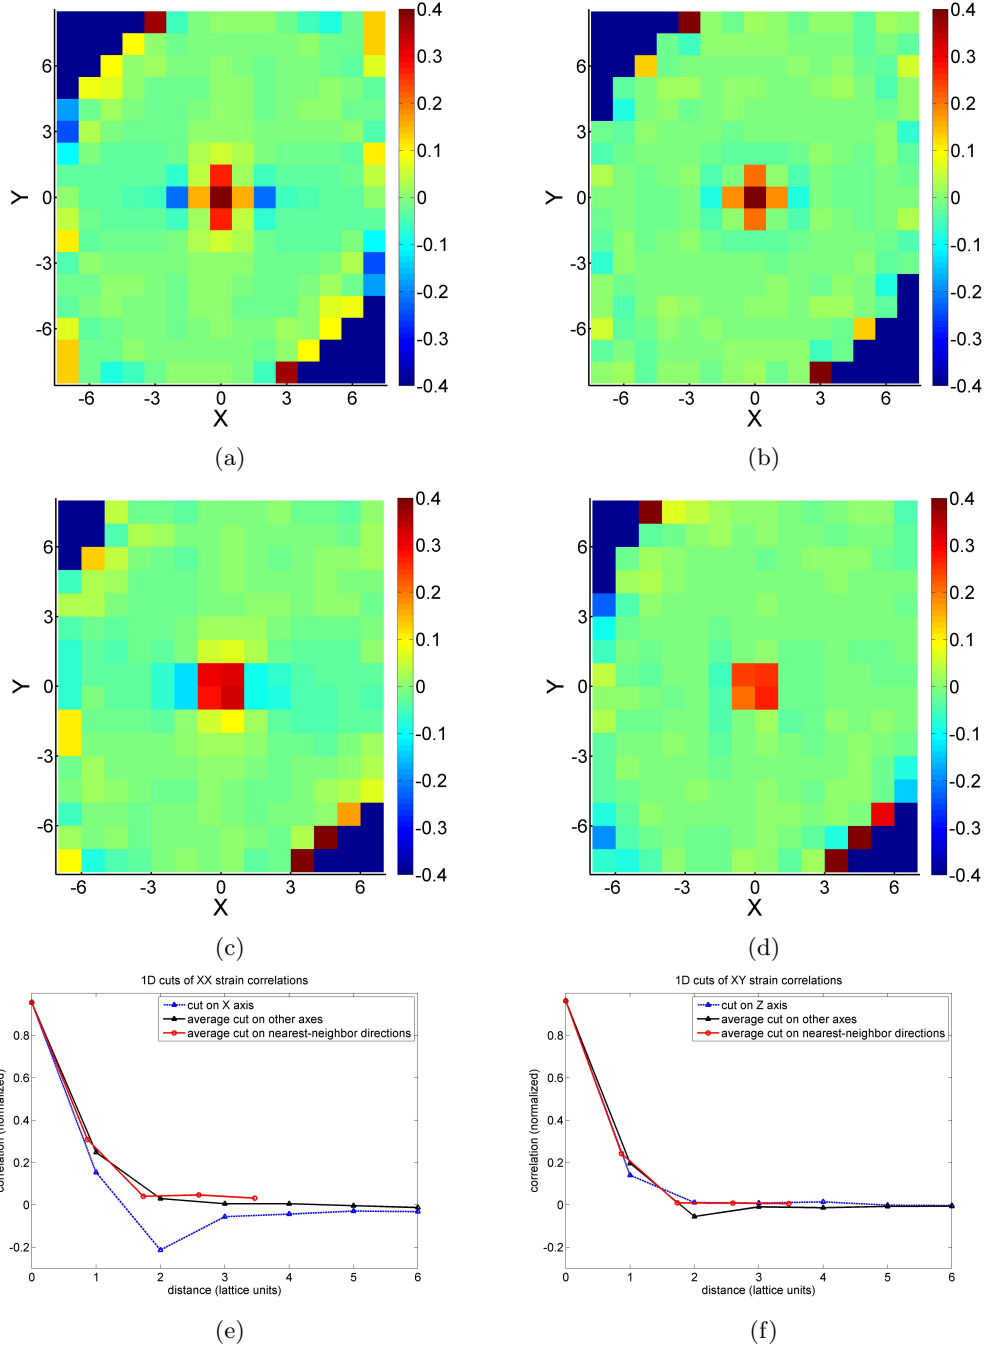 0.4
0.3
0.2
0.1
0
-0.1
-0.2
-0.3
-0.4
6
3
0
-3
-6
Y
-6 -3 0 3 6
X
(a)
0.4
0.3
0.2
0.1
0
-0.1
-0.2
-0.3
-0.4
6
3
0
-3
-6
Y
-6 -3 0 3 6
X
(b)
0.4
0.3
0.2
0.1
0
-0.1
-0.2
-0.3
-0.4
6
3
0
-3
-6
Y
-6 -3 0 3 6
X
(c)
0.4
0.3
0.2
0.1
0
-0.1
-0.2
-0.3
-0.4
6
3
0
-3
-6
Y
-6 -3 0 3 6
X
(d)
1D cuts of XX strain correlations
cut on X axis
average cut on other axes
average cut on nearest-neighbor directions
correlation (normalized)
0.8
0.6
0.4
0.2
0
-0.2
0 1 2 3 4 5 6
distance (lattice units)
(e)
1D cuts of XY strain correlations
cut on Z axis
average cut on other axes
average cut on nearest-neighbor directions
correlation (normalized)
0.8
0.6
0.4
0.2
0
-0.2
0 1 2 3 4 5 6
distance (lattice units)
(f)